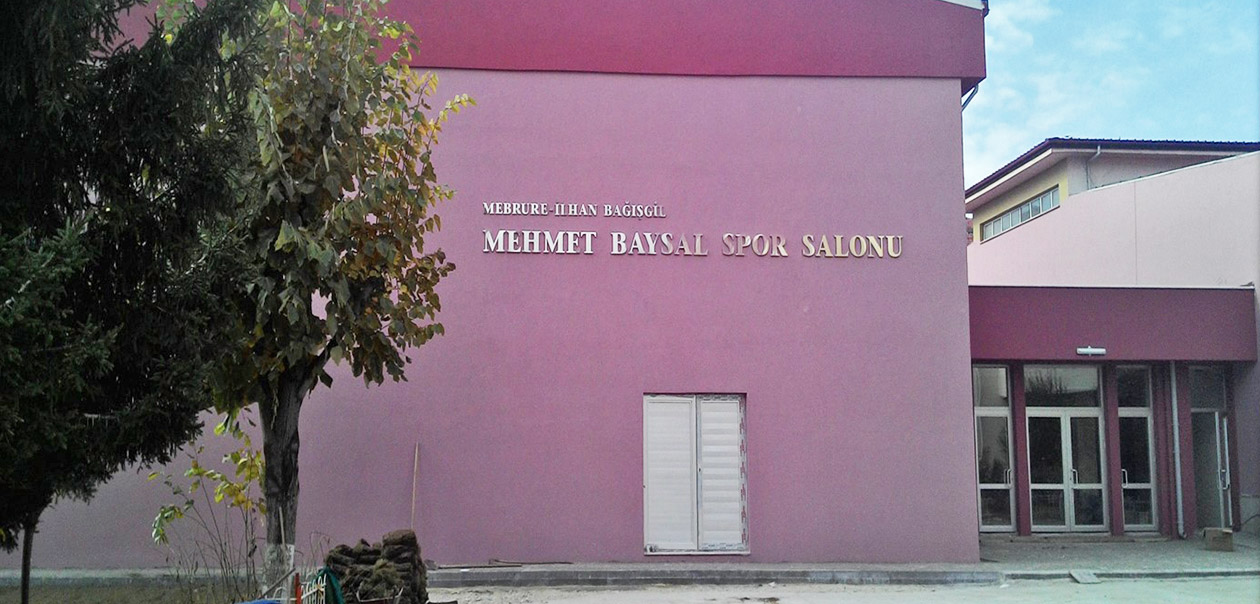 MEBRURE-İLHAN BAĞIŞGİL
MEHMET BAYSAL SPOR SALONU